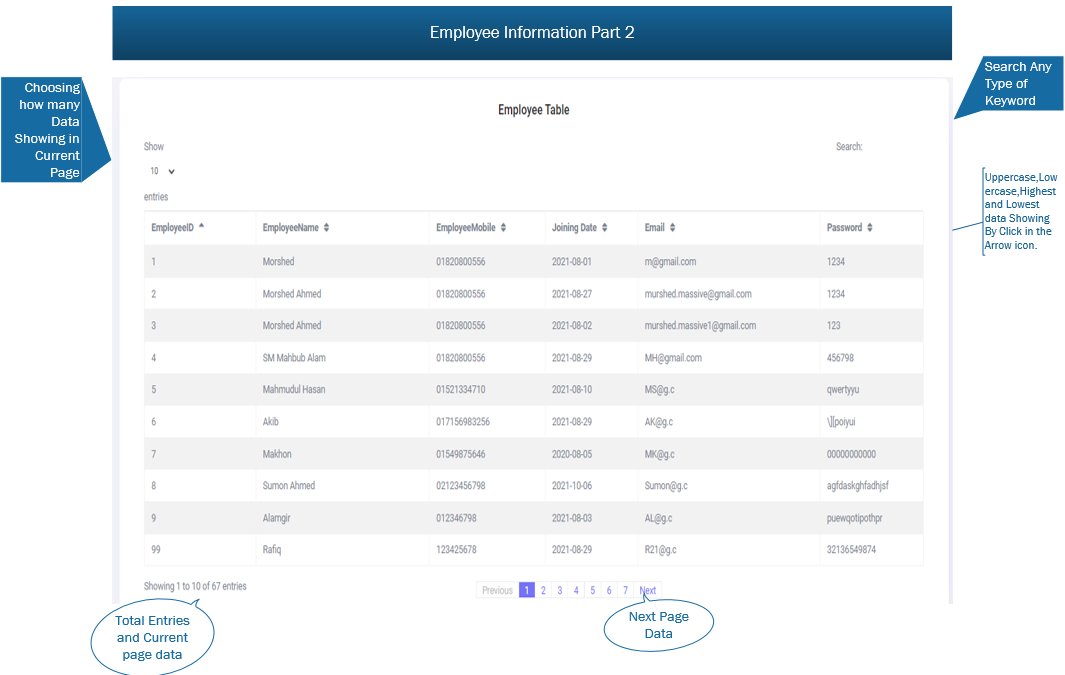 Employee Information Part 2
Choosing
how many
Data
Showing in
Current
Page
Search Any
Type of
Keyword
Employee Table
Show
Search:
10
entries
Uppercase,Low
ercase,Highest
and Lowest
data Showing
By Click in the
Arrow icon.
EmployeeID EmployeeName EmployeeMobile Joining Date Email Password
1 Morshed 01820800556 2021-08-01 m@gmail.com 1234
2 Morshed Ahmed 01820800556 2021-08-27 murshed.massive@gmail.com 1234
3 Morshed Ahmed 01820800556 2021-08-02 murshed.massive1@gmail.com 123
4 SM Mahbub Alam 01820800556 2021-08-29 MH@gmail.com 456798
5 Mahmudul Hasan 01521334710 2021-08-10 MS@g.c qwertyyu
6 Akib 017156983256 2021-08-29 AK@g.c \][poiyui
7 Makhon 01549875646 2020-08-05 MK@g.c 00000000000
8 Sumon Ahmed 02123456798 2021-10-06 Sumon@g.c agfdaskghfadhjsf
9 Alamgir 012346798 2021-08-03 AL@g.c puewqotipothpr
99 Rafiq 123425678 2021-08-29 R21@g.c 32136549874
Showing 1 to 10 of 67 entries
Previous 1 2 3 4 5 6 7 Next
Total Entries
and Current
page data
Next Page
Data